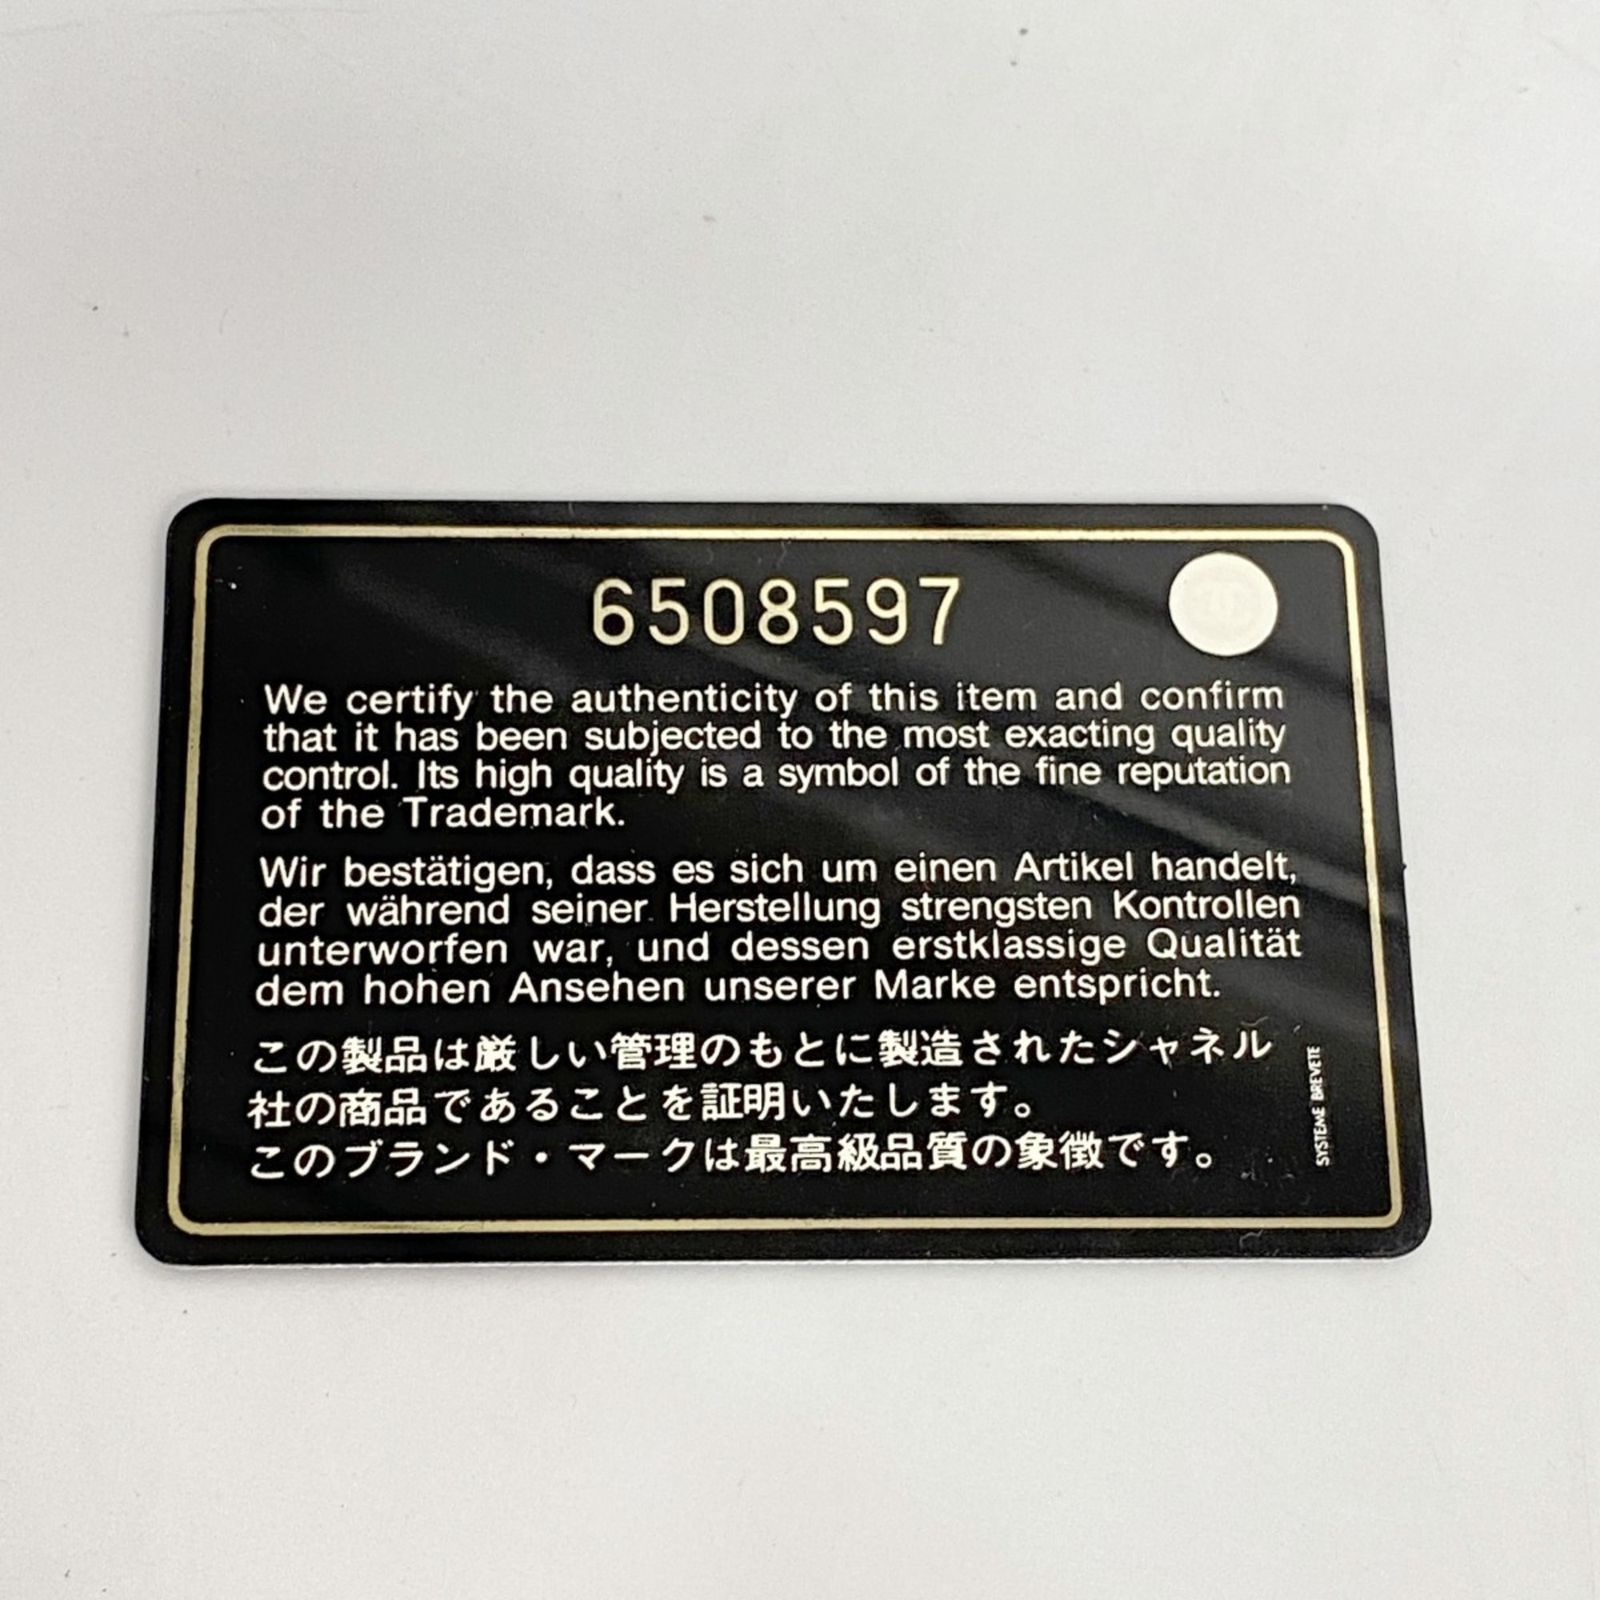 6508597
We certify the authenticity of this item and confirm
that it has been subjected to the most exacting quality
control. Its high quality is a symbol of the fine reputation
of the Trademark.
Wir bestätigen, dass es sich um einen Artikel handelt,
der während seiner Herstellung strengsten Kontrollen
unterworfen war, und dessen erstklassige Qualität
dem hohen Ansehen unserer Marke entspricht.
この製品は厳しい管理のもとに製造されたシャネル
社の商品であることを証明いたします。
このブランド・マークは最高級品質の象徴です。
SYSTEME BREVETE